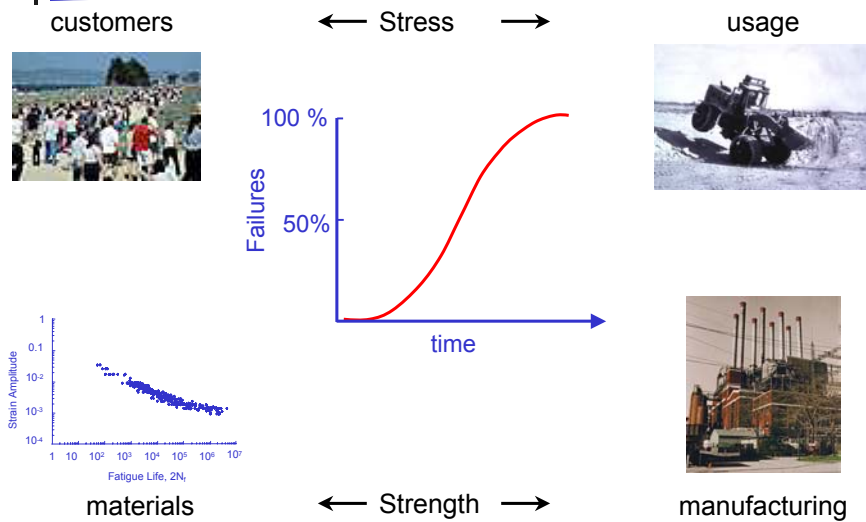 customers
← Stress →
usage
100 %
50%
Failures
time
1
0.1
10-2
10-3
10-4
Strain Amplitude
1 10 10² 10³ 10⁴ 10⁵ 10⁶ 10⁷
Fatigue Life, 2Nf
materials
← Strength →
manufacturing